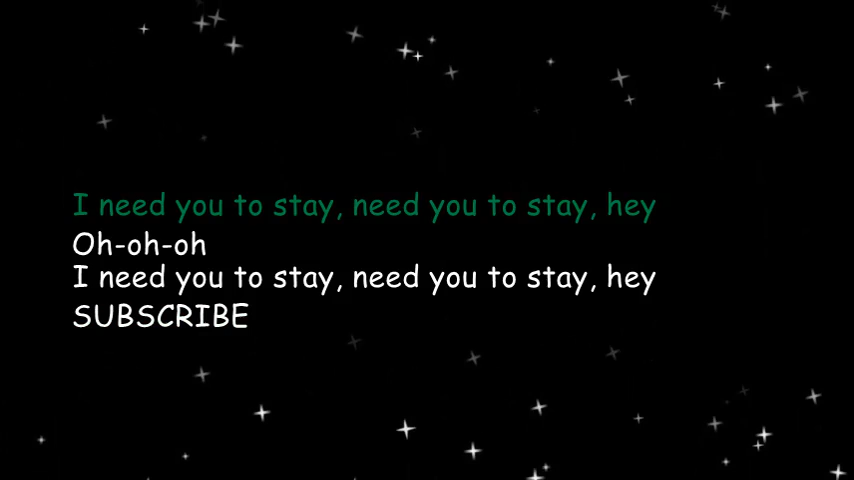 I need you to stay, need you to stay, hey
Oh-oh-oh
I need you to stay, need you to stay, hey
SUBSCRIBE